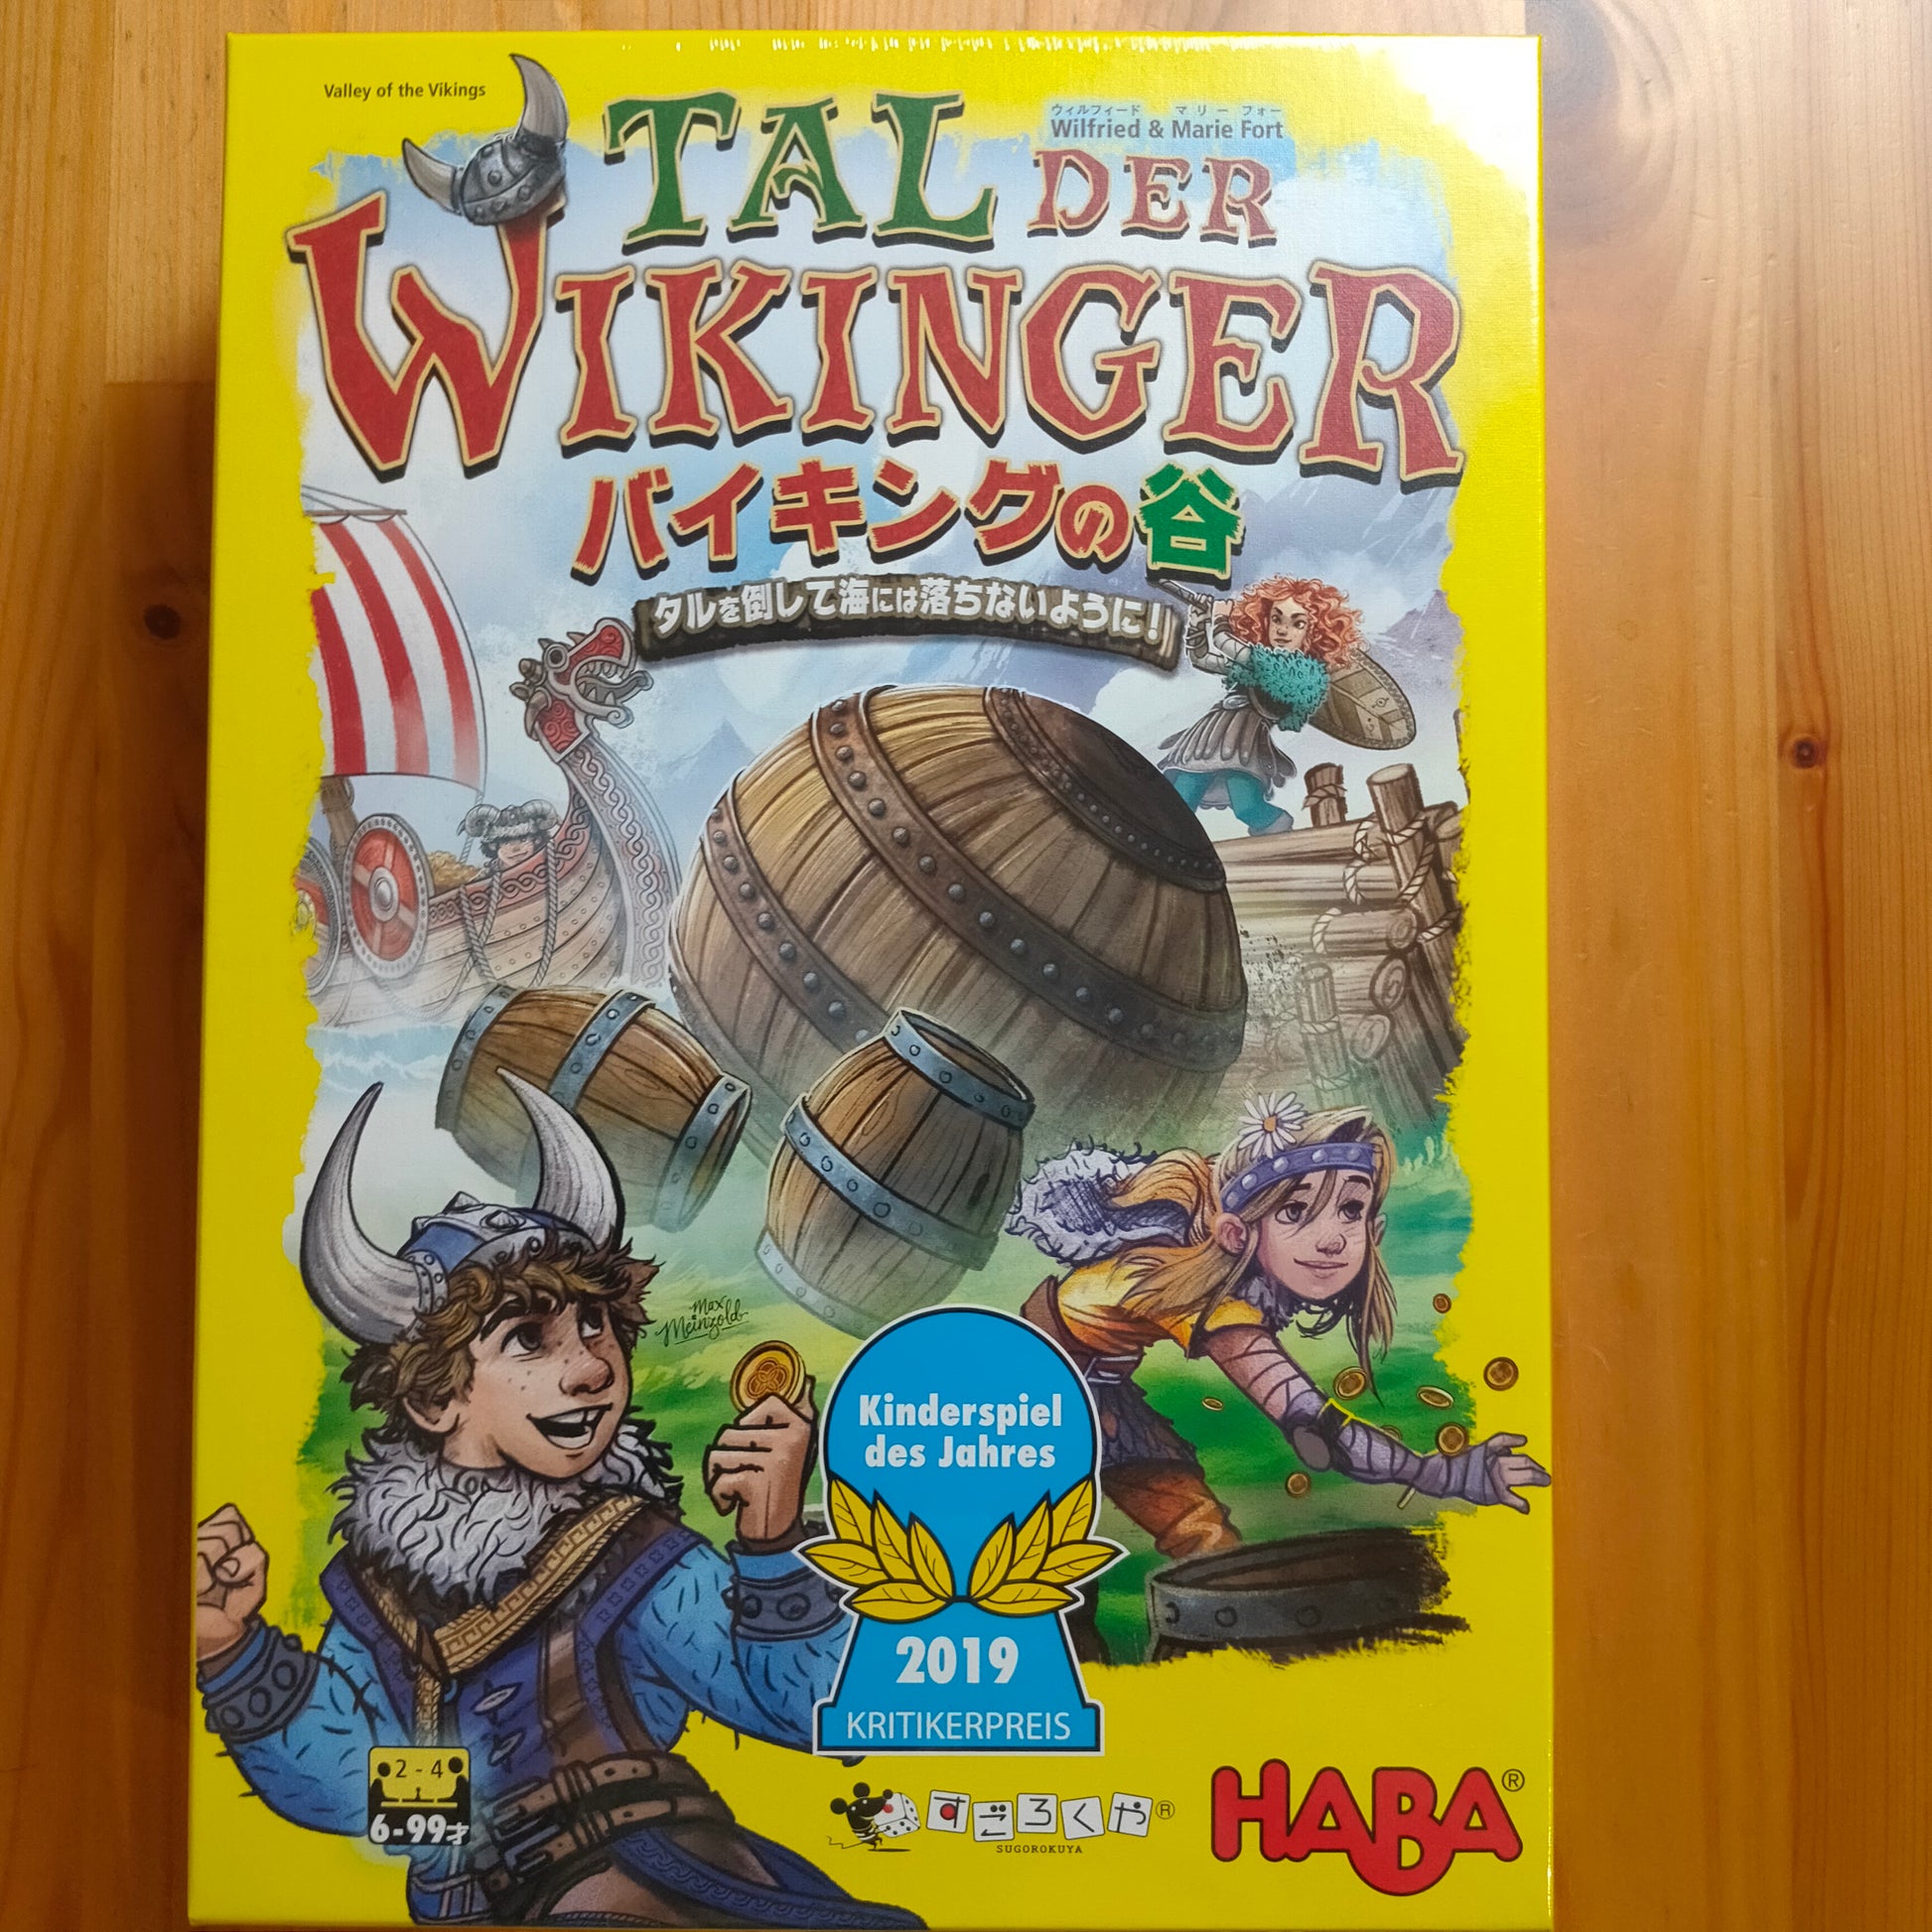 Valley of the Vikings
ウィルフィード マリー フォー
Wilfried & Marie Fort
TAL DER
WIKINGER
バイキングの谷
タルを倒して海には落ちないように!
Max
Meinzold
Kinderspiel
des Jahres
2019
KRITIKERPREIS
2-4
6-99才
すごろくや®
SUGOROKUYA
HABA®